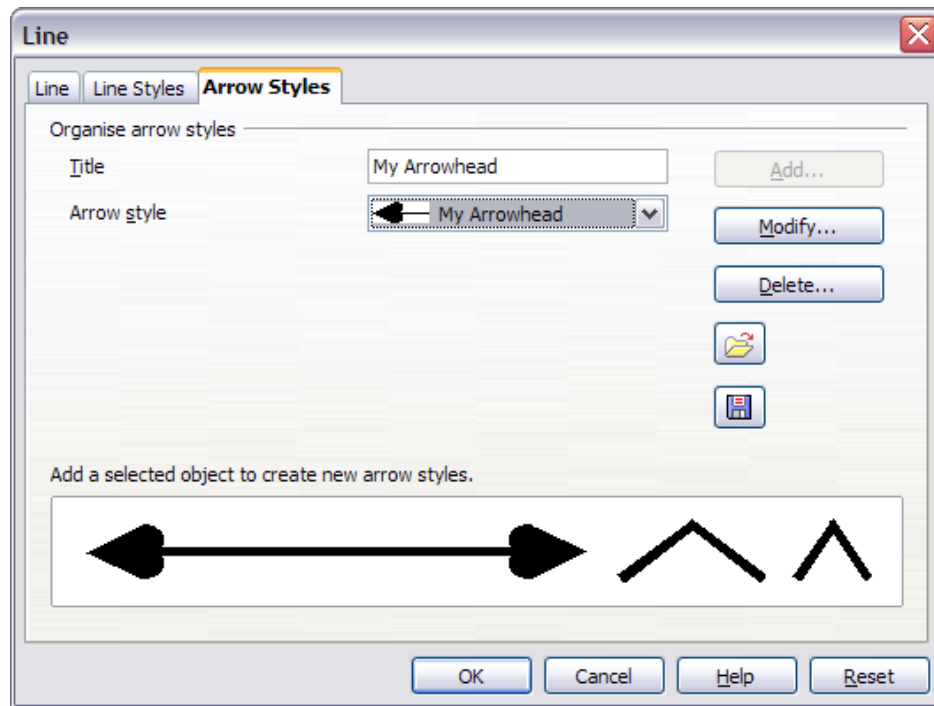 Line
Line Line Styles Arrow Styles
Organise arrow styles
Title My Arrowhead Add...
Arrow style My Arrowhead Modify...
Delete...
Add a selected object to create new arrow styles.
OK Cancel Help Reset